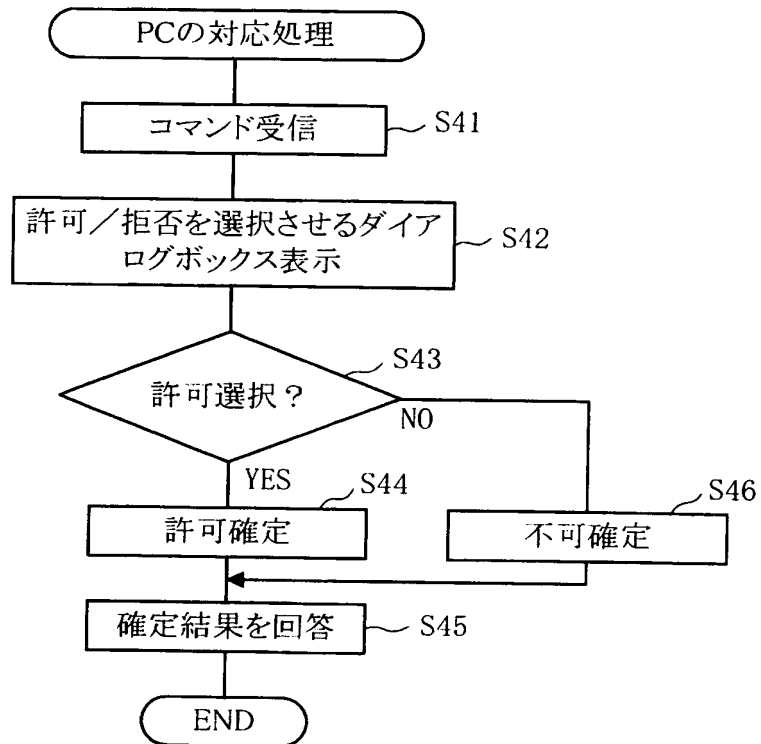 PCの対応処理
コマンド受信
S41
許可／拒否を選択させるダイア
ログボックス表示
S42
許可選択？
S43
NO
YES
S44
許可確定
S46
不可確定
確定結果を回答
S45
END